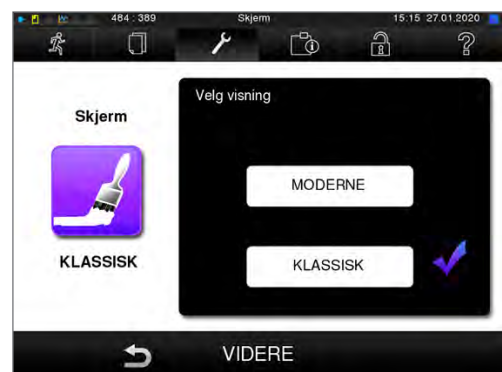 484 : 389 Skjerm 15:15 27.01.2020
Skjerm
KLASSISK
Velg visning
MODERNE
KLASSISK
VIDERE